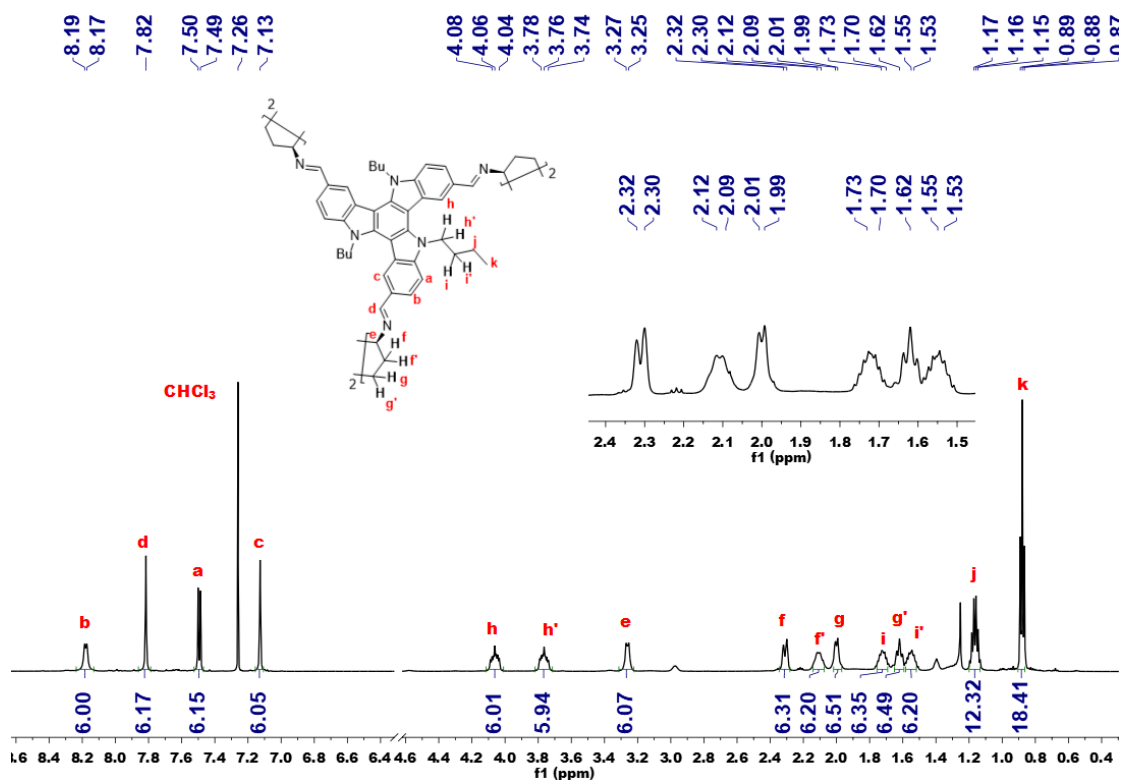 8.19 8.17 7.82 7.50 7.49 7.26 7.13 4.08 4.06 4.04 3.78 3.76 3.74 3.27 3.25 2.32 2.30 2.12 2.09 2.01 1.99 1.73 1.70 1.62 1.55 1.53 1.17 1.16 1.15 0.89 0.88 0.87
2
N
Bu
N
N
2
h
H
h'
H
N
j
N
k
Bu
H
H
c
a
i
i'
d
b
N
e
H
f
H
f'
2
H
g
H
g'
2.32 2.30 2.12 2.09 2.01 1.99 1.73 1.70 1.62 1.55 1.53
2.4 2.3 2.2 2.1 2.0 1.9 1.8 1.7 1.6 1.5
f1 (ppm)
CHCl3
b
d
a
c
h
h'
e
f
f'
g
i
g'
i'
j
k
6.00 6.17 6.15 6.05 6.01 5.94 6.07 6.31 6.20 6.51 6.35 6.49 6.20 12.32 18.41
8.6 8.4 8.2 8.0 7.8 7.6 7.4 7.2 7.0 6.8 6.6 6.4 4.6 4.4 4.2 4.0 3.8 3.6 3.4 3.2 3.0 2.8 2.6 2.4 2.2 2.0 1.8 1.6 1.4 1.2 1.0 0.8 0.6 0.4
f1 (ppm)